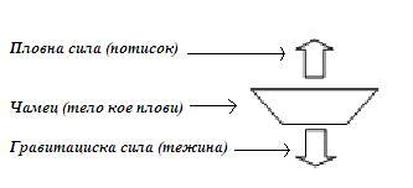 Пловна сила (потисок)
Чамец (тело кое плови)
Гравитациска сила (тежина)